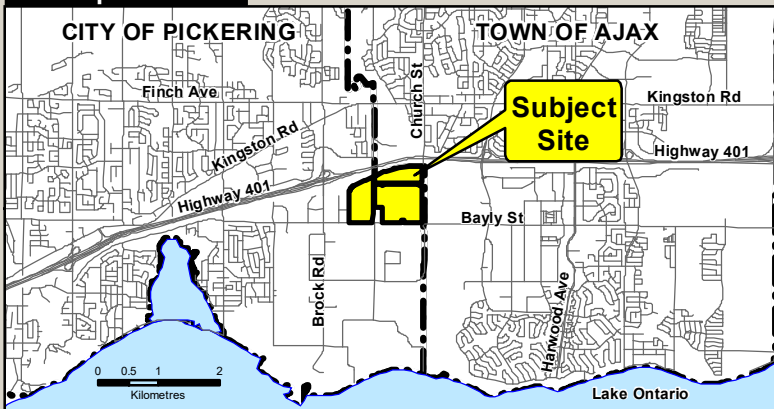 CITY OF PICKERING
TOWN OF AJAX
Church St
Finch Ave
Kingston Rd
Kingston Rd
Subject
Site
Highway 401
Highway 401
Bayly St
Brock Rd
Harwood Ave
0 0.5 1 2
Kilometres
Lake Ontario